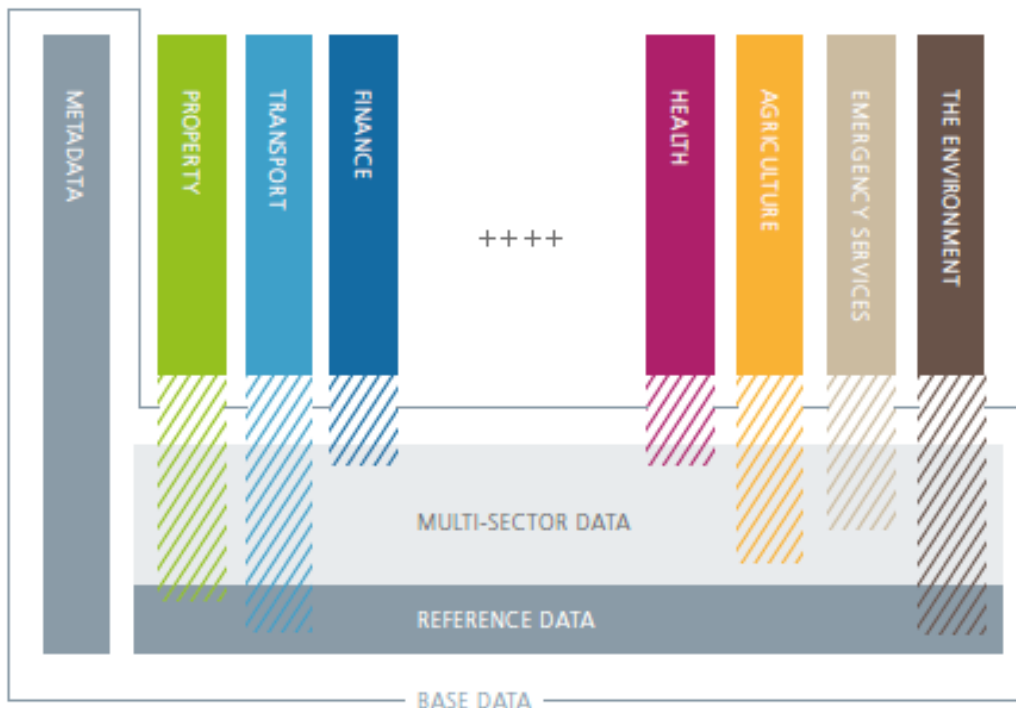 METADATA
PROPERTY
TRANSPORT
FINANCE
++++
HEALTH
AGRICULTURE
EMERGENCY SERVICES
THE ENVIRONMENT
MULTI-SECTOR DATA
REFERENCE DATA
BASE DATA